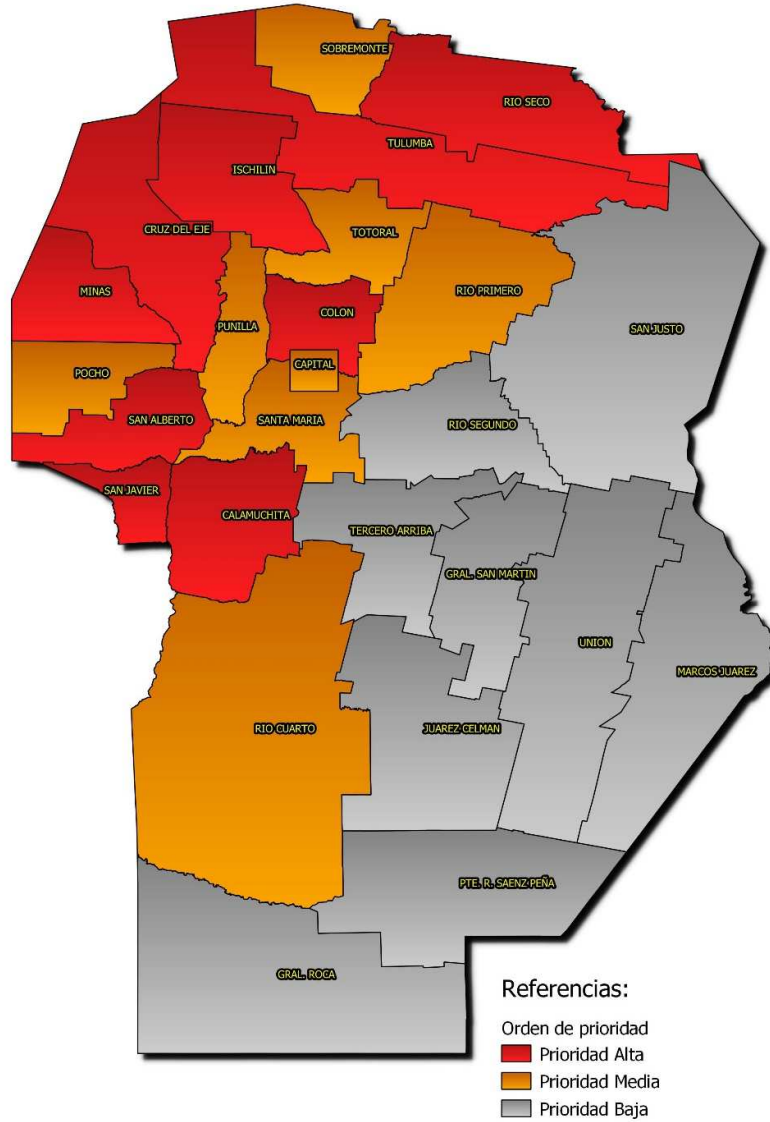 SOBREMONTE
RIO SECO
TULUMBA
ISCHILIN
CRUZ DEL EJE
TOTORAL
MINAS
RIO PRIMERO
COLON
PUNILLA
SAN JUSTO
CAPITAL
POCHO
SAN ALBERTO
SANTA MARIA
RIO SEGUNDO
SAN JAVIER
CALAMUCHITA
TERCERO ARRIBA
GRAL. SAN MARTIN
UNION
MARCOS JUAREZ
RIO CUARTO
JUAREZ CELMAN
PTE. R. SAENZ PEÑA
GRAL. ROCA
Referencias:
Orden de prioridad
Prioridad Alta
Prioridad Media
Prioridad Baja